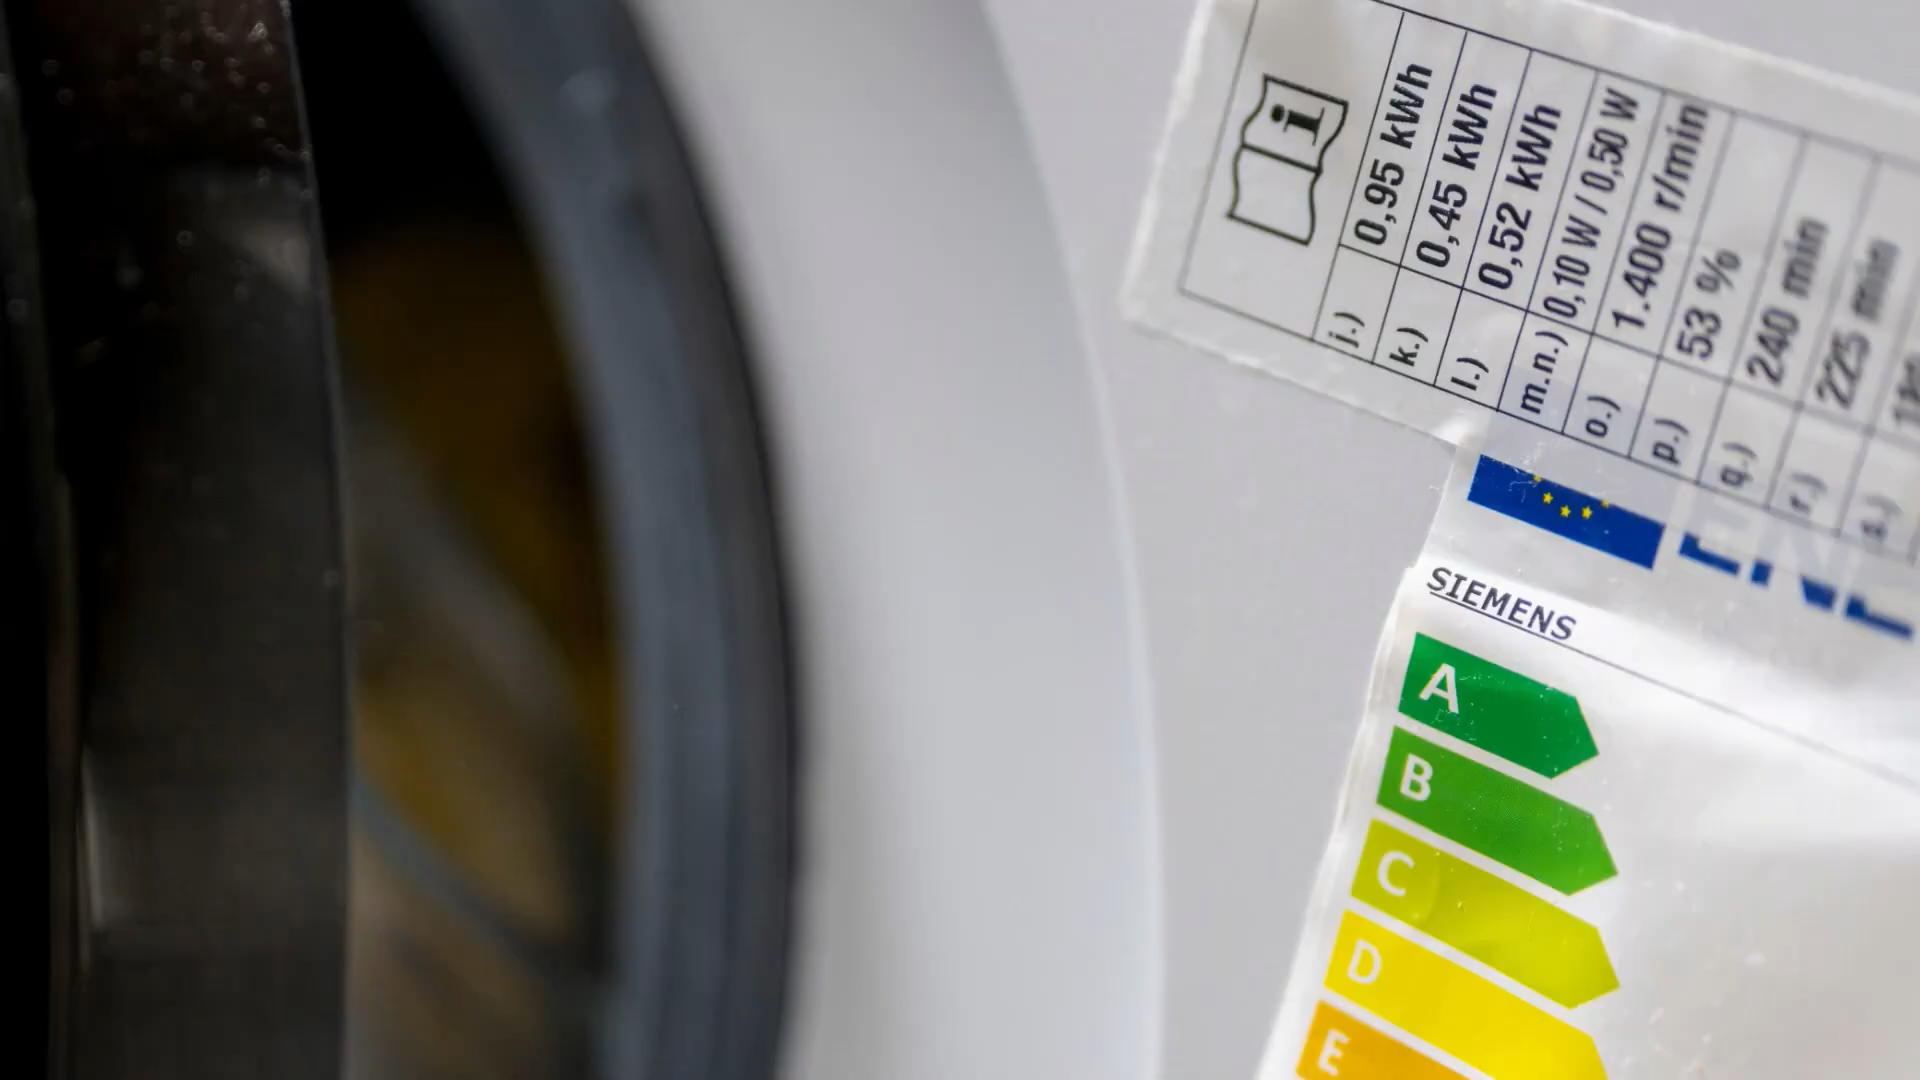 i
i.) 0,95 kWh
k.) 0,45 kWh
l.) 0,52 kWh
m.n.) 0,10 W / 0,50 W
o.) 1.400 r/min
p.) 53 %
q.) 240 min
r.) 225 min
s.)
SIEMENS
A
B
C
D
E